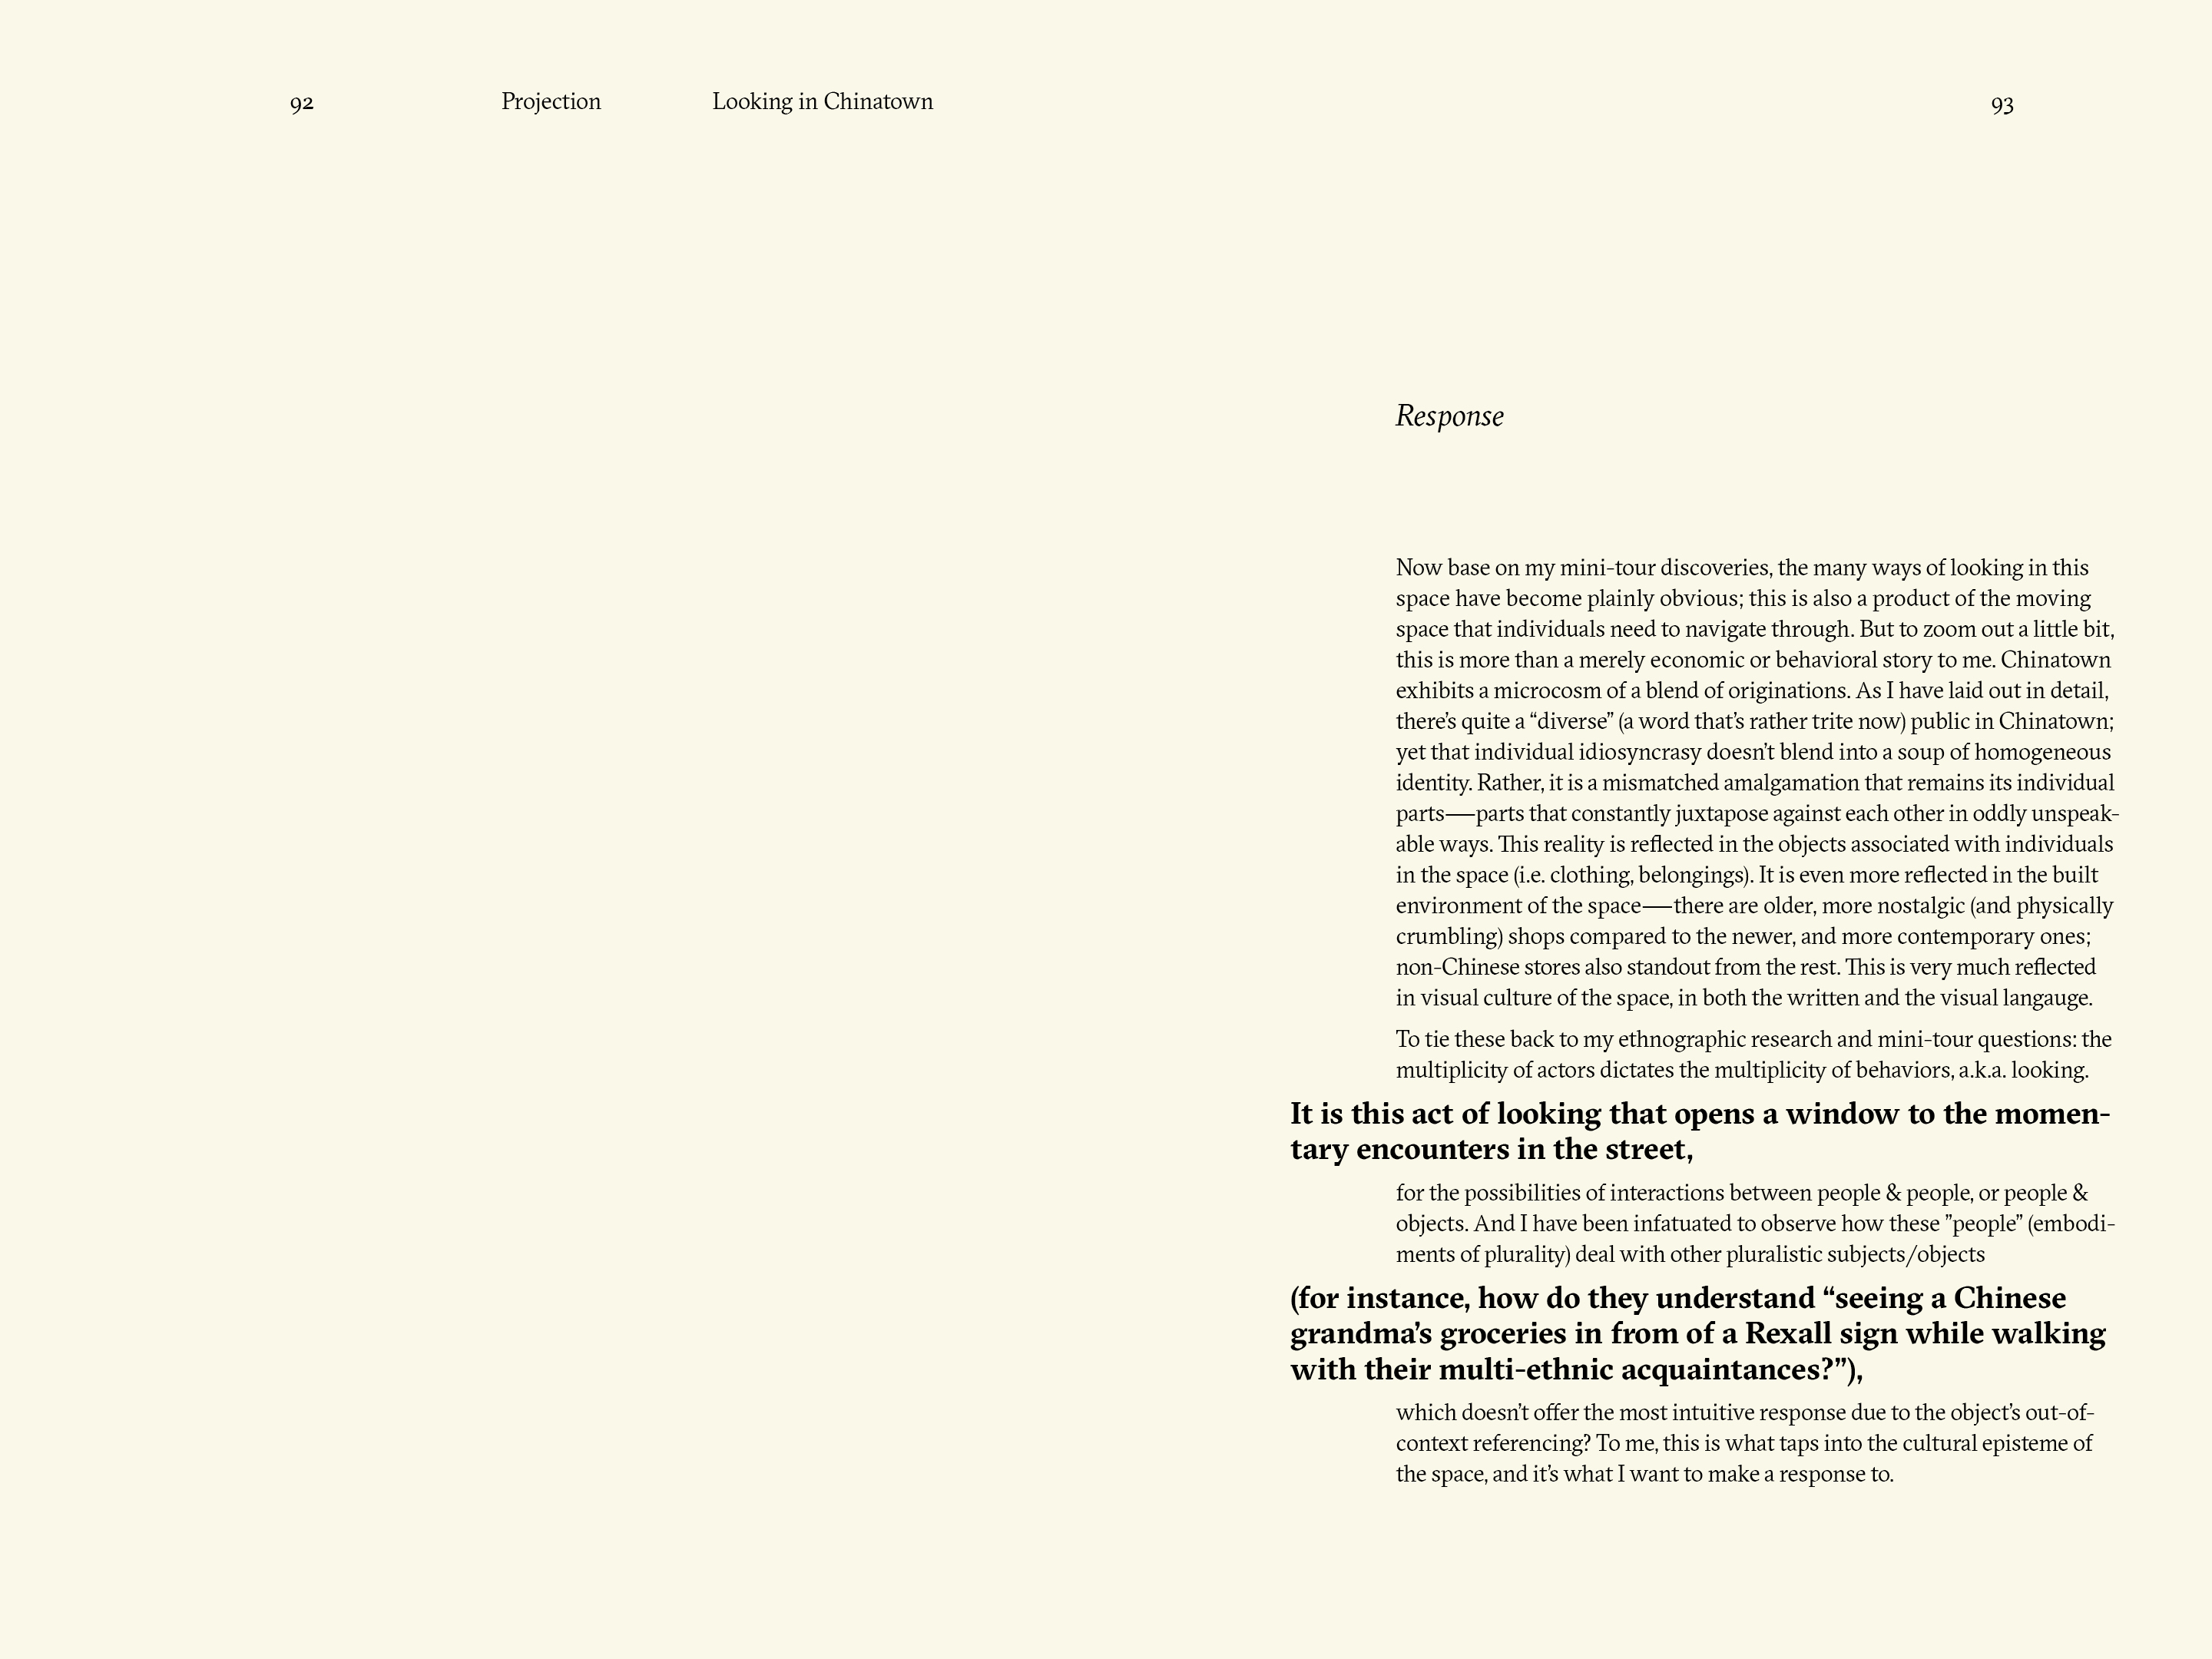 92 Projection Looking in Chinatown 93
Response
Now base on my mini-tour discoveries, the many ways of looking in this
space have become plainly obvious; this is also a product of the moving
space that individuals need to navigate through. But to zoom out a little bit,
this is more than a merely economic or behavioral story to me. Chinatown
exhibits a microcosm of a blend of originations. As I have laid out in detail,
there’s quite a “diverse” (a word that’s rather trite now) public in Chinatown;
yet that individual idiosyncrasy doesn’t blend into a soup of homogeneous
identity. Rather, it is a mismatched amalgamation that remains its individual
parts—–parts that constantly juxtapose against each other in oddly unspeak-
able ways. This reality is reflected in the objects associated with individuals
in the space (i.e. clothing, belongings). It is even more reflected in the built
environment of the space—–there are older, more nostalgic (and physically
crumbling) shops compared to the newer, and more contemporary ones;
non-Chinese stores also standout from the rest. This is very much reflected
in visual culture of the space, in both the written and the visual langauge.
To tie these back to my ethnographic research and mini-tour questions: the
multiplicity of actors dictates the multiplicity of behaviors, a.k.a. looking.
It is this act of looking that opens a window to the momen-
tary encounters in the street,
for the possibilities of interactions between people & people, or people &
objects. And I have been infatuated to observe how these ”people” (embodi-
ments of plurality) deal with other pluralistic subjects/objects
(for instance, how do they understand “seeing a Chinese
grandma’s groceries in from of a Rexall sign while walking
with their multi-ethnic acquaintances?”),
which doesn’t offer the most intuitive response due to the object’s out-of-
context referencing? To me, this is what taps into the cultural episteme of
the space, and it’s what I want to make a response to.